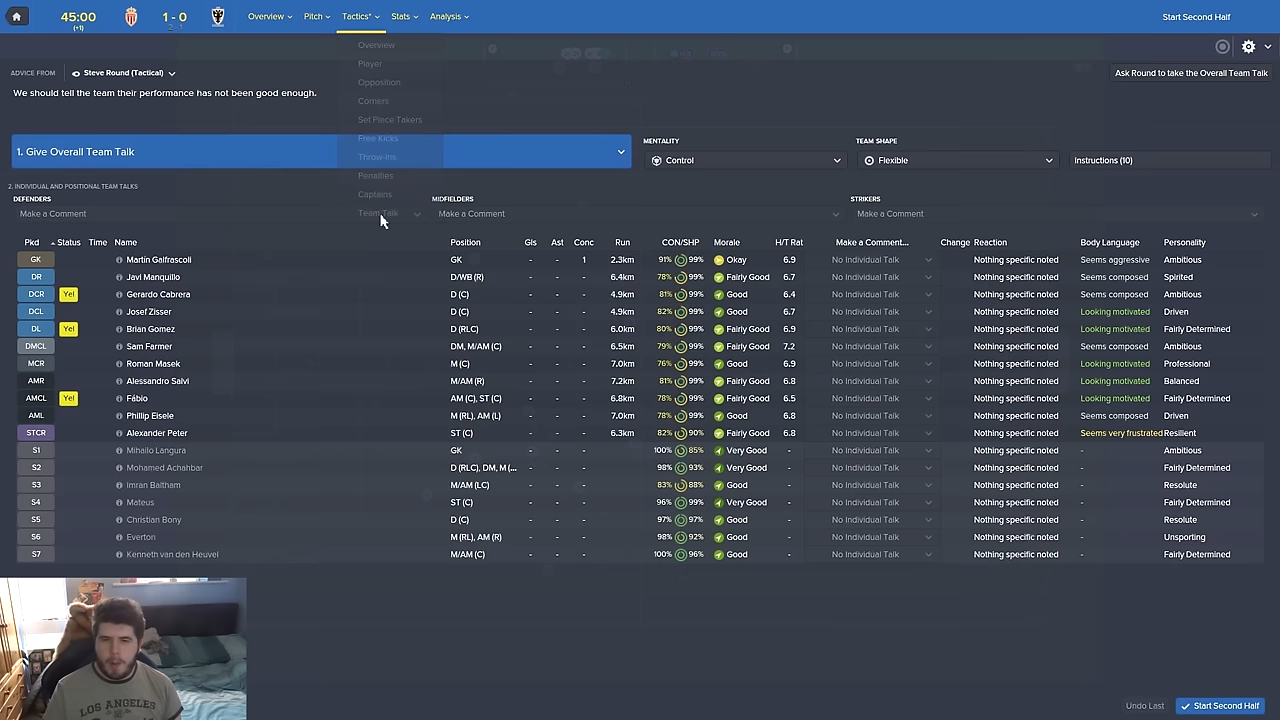 45:00
(+1)
1 - 0
2 - 1
Overview
Pitch
Tactics*
Stats
Analysis
Start Second Half
Overview
Player
Opposition
Corners
Set Piece Takers
Free Kicks
Throw-Ins
Penalties
Captains
Team Talk
ADVICE FROM
Steve Round (Tactical)
Ask Round to take the Overall Team Talk
We should tell the team their performance has not been good enough.
1. Give Overall Team Talk
MENTALITY
Control
TEAM SHAPE
Flexible
Instructions (10)
2. INDIVIDUAL AND POSITIONAL TEAM TALKS
DEFENDERS
Make a Comment
MIDFIELDERS
Make a Comment
STRIKERS
Make a Comment
Pkd Status Time Name Position Gls Ast Conc Run CON/SHP Morale H/T Rat Make a Comment... Change Reaction Body Language Personality
GK Martín Galfrascoli GK - - 1 2.3km 91% 99% Okay 6.9 No Individual Talk Nothing specific noted Seems aggressive Ambitious
DR Javi Manquillo D/WB (R) - - - 6.4km 78% 99% Fairly Good 6.7 No Individual Talk Nothing specific noted Seems composed Spirited
DCR Yel Gerardo Cabrera D (C) - - - 4.9km 81% 99% Good 6.4 No Individual Talk Nothing specific noted Seems composed Ambitious
DCL Josef Zisser D (C) - - - 4.9km 82% 99% Good 6.7 No Individual Talk Nothing specific noted Looking motivated Driven
DL Yel Brian Gomez D (RLC) - - - 6.0km 80% 99% Fairly Good 6.9 No Individual Talk Nothing specific noted Looking motivated Fairly Determined
DMCL Sam Farmer DM, M/AM (C) - - - 6.5km 79% 99% Fairly Good 7.2 No Individual Talk Nothing specific noted Seems composed Ambitious
MCR Roman Masek M (C) - - - 7.0km 76% 99% Good 6.9 No Individual Talk Nothing specific noted Looking motivated Professional
AMR Alessandro Salvi M/AM (R) - - - 7.2km 81% 99% Fairly Good 6.8 No Individual Talk Nothing specific noted Looking motivated Balanced
AMCL Yel Fábio AM (C), ST (C) - - - 6.8km 78% 99% Fairly Good 6.5 No Individual Talk Nothing specific noted Looking motivated Fairly Determined
AML Phillip Eisele M (RL), AM (L) - - - 7.0km 78% 99% Good 6.8 No Individual Talk Nothing specific noted Seems composed Driven
STCR Alexander Peter ST (C) - - - 6.3km 82% 90% Fairly Good 6.8 No Individual Talk Nothing specific noted Seems very frustrated Resilient
S1 Mihailo Langura GK - - - 100% 85% Very Good - No Individual Talk Nothing specific noted - Ambitious
S2 Mohamed Achahbar D (RLC), DM, M (... - - - 98% 93% Very Good - No Individual Talk Nothing specific noted - Fairly Determined
S3 Imran Baltham M/AM (LC) - - - 83% 88% Good - No Individual Talk Nothing specific noted - Resolute
S4 Mateus ST (C) - - - 96% 99% Very Good - No Individual Talk Nothing specific noted - Fairly Determined
S5 Christian Bony D (C) - - - 97% 97% Good - No Individual Talk Nothing specific noted - Resolute
S6 Everton M (RL), AM (R) - - - 98% 92% Good - No Individual Talk Nothing specific noted - Unsporting
S7 Kenneth van den Heuvel M/AM (C) - - - 100% 96% Good - No Individual Talk Nothing specific noted - Fairly Determined
LOS ANGELES
Undo Last
Start Second Half